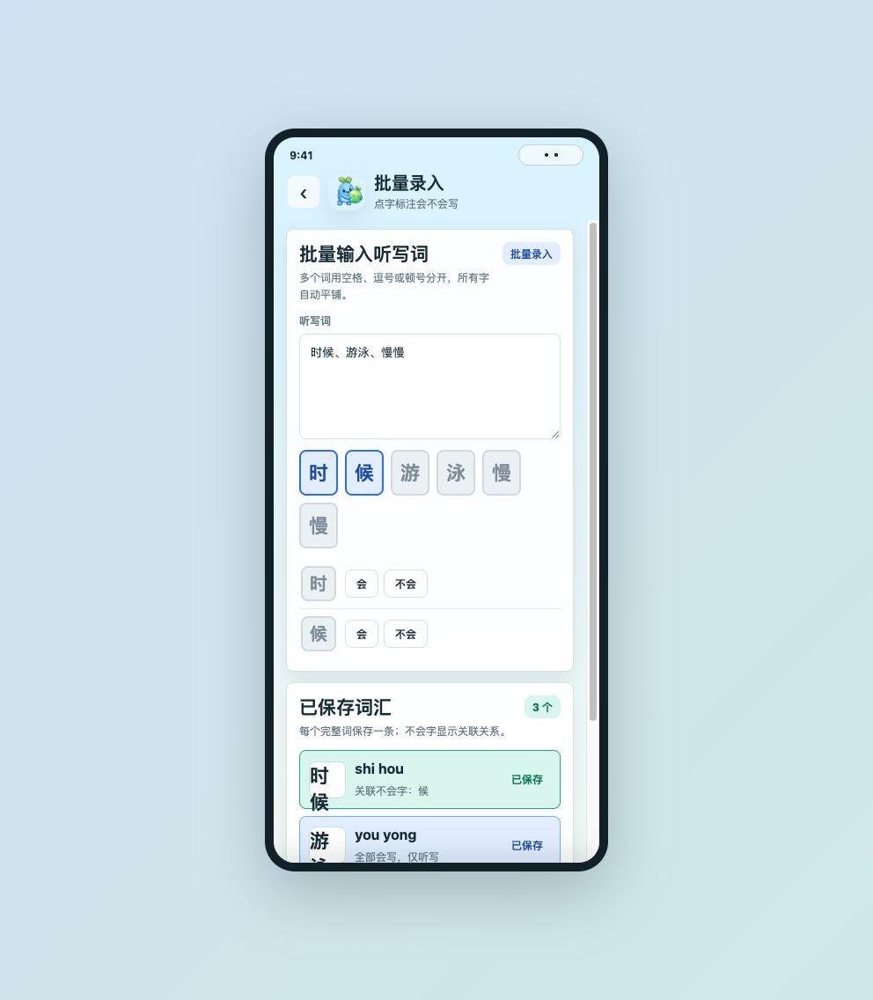 9:41
批量录入
点字标注会不会写
批量输入听写词
批量录入
多个词用空格、逗号或顿号分开，所有字
自动平铺。
听写词
时候、游泳、慢慢
时 候 游 泳 慢
慢
时 会 不会
候 会 不会
已保存词汇
3 个
每个完整词保存一条；不会字显示关联关系。
时候
shi hou
关联不会字：候
已保存
游
you yong
全部会写，仅听写
已保存